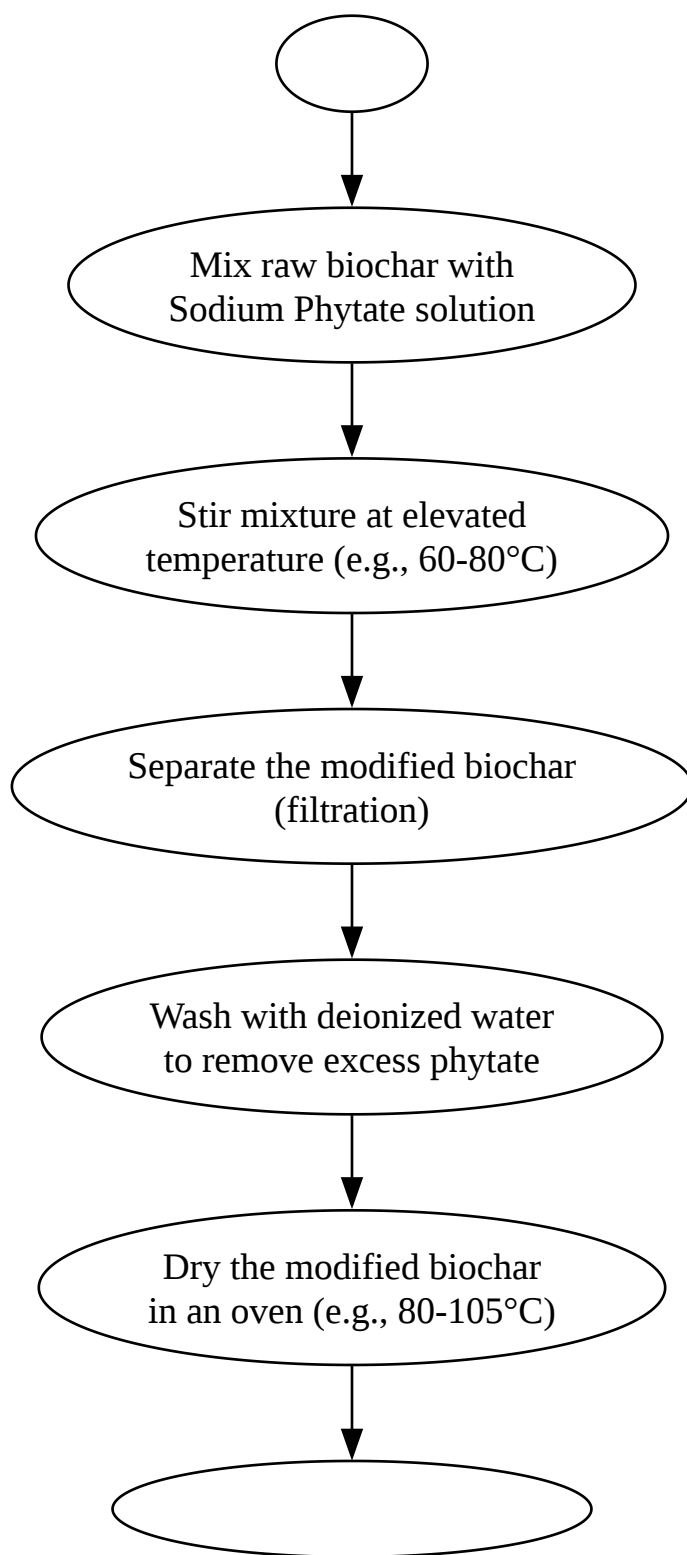 Mix raw biochar with
Sodium Phytate solution
Stir mixture at elevated
temperature (e.g., 60-80°C)
Separate the modified biochar
(filtration)
Wash with deionized water
to remove excess phytate
Dry the modified biochar
in an oven (e.g., 80-105°C)